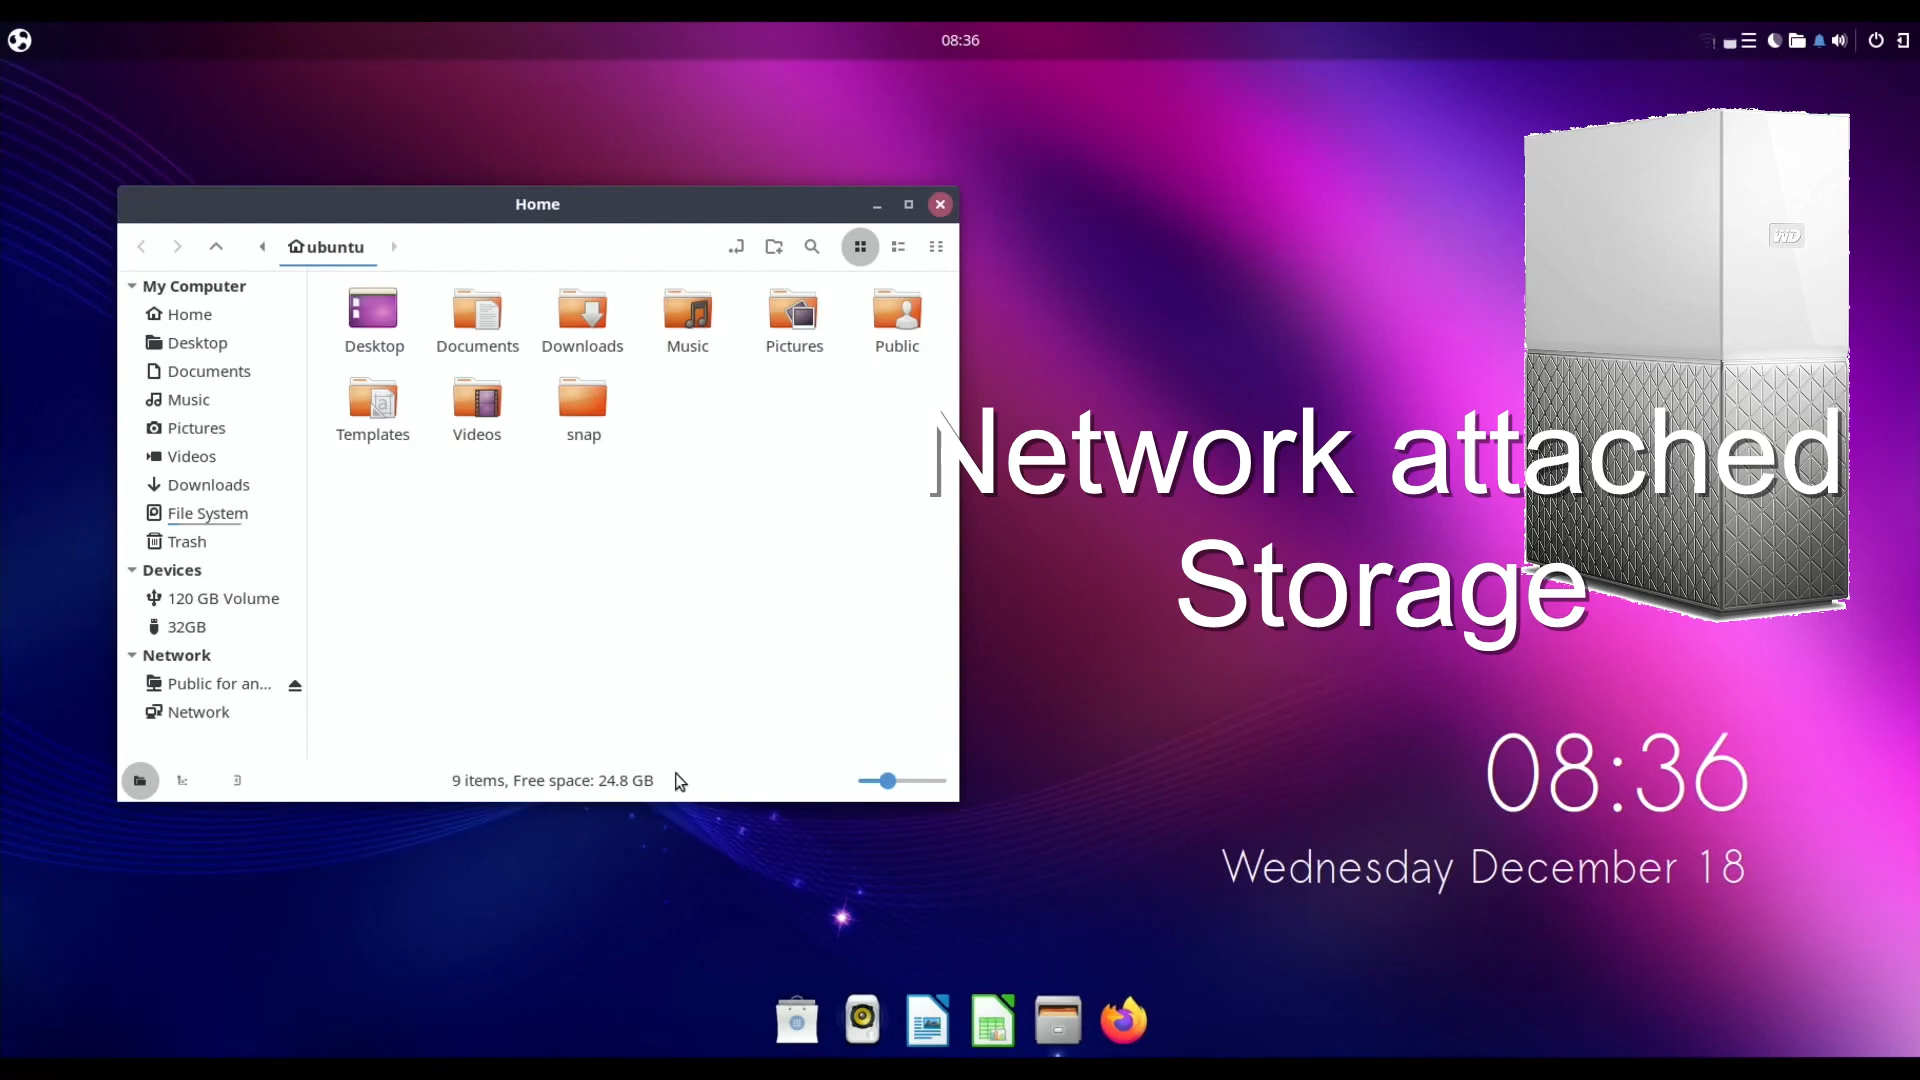 08:36
Home
ubuntu
My Computer
Home
Desktop
Documents
Music
Pictures
Videos
Downloads
File System
Trash
Devices
120 GB Volume
32GB
Network
Public for an...
Network
Desktop
Documents
Downloads
Music
Pictures
Public
Templates
Videos
snap
9 items, Free space: 24.8 GB
WD
Network attached
Storage
08:36
Wednesday December 18